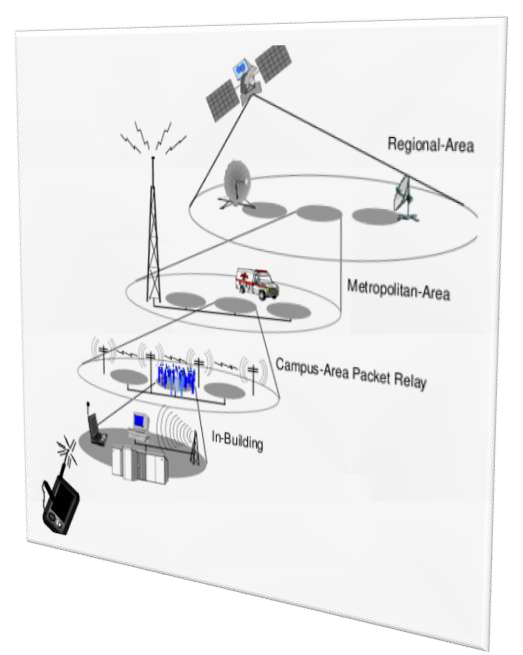 Regional-Area
Metropolitan-Area
Campus-Area Packet Relay
In-Building